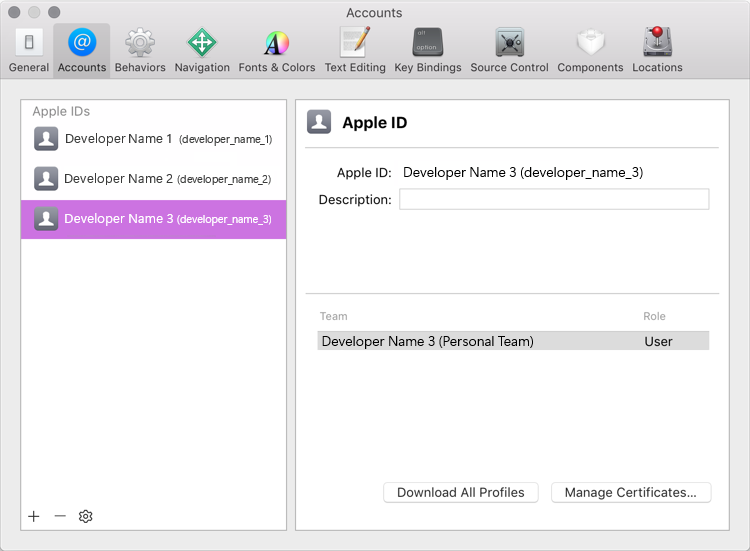 Accounts
General Accounts Behaviors Navigation Fonts & Colors Text Editing Key Bindings Source Control Components Locations
alt
option
Apple IDs
Developer Name 1 (developer_name_1)
Developer Name 2 (developer_name_2)
Developer Name 3 (developer_name_3)
Apple ID
Apple ID: Developer Name 3 (developer_name_3)
Description:
Team Role
Developer Name 3 (Personal Team) User
Download All Profiles Manage Certificates...